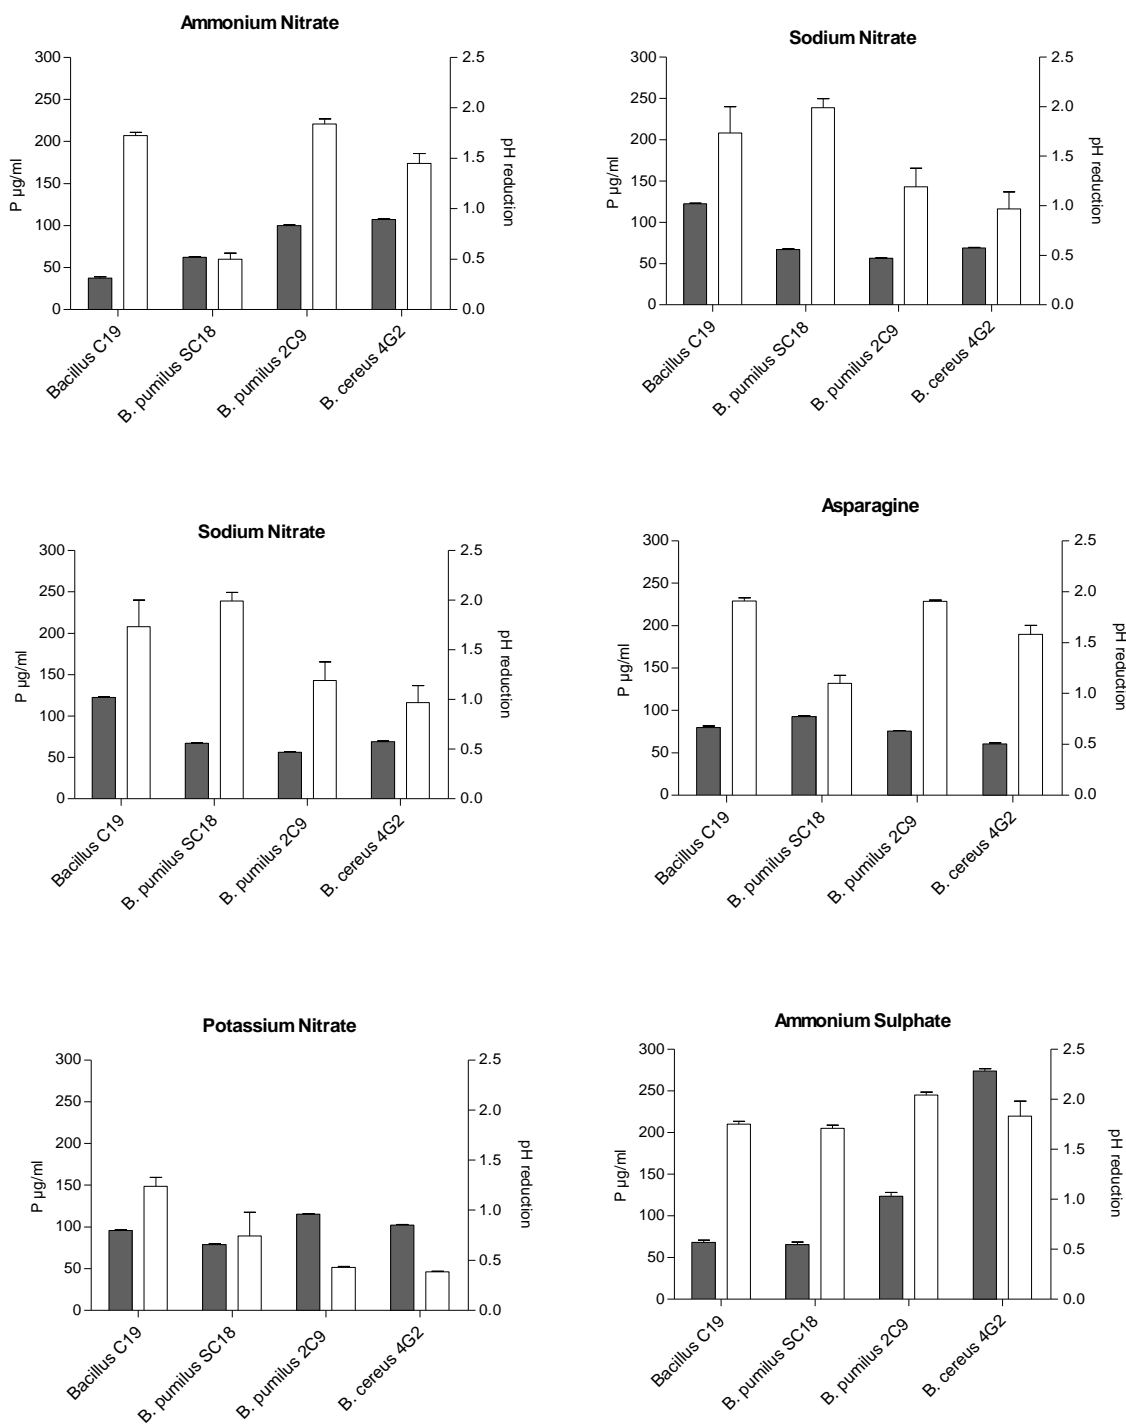 Ammonium Nitrate
300
250
200
150
100
50
0
P µg/ml
2.5
2.0
1.5
1.0
0.5
0.0
pH reduction
Bacillus C19
B. pumilus SC18
B. pumilus 2C9
B. cereus 4G2
Sodium Nitrate
300
250
200
150
100
50
0
P µg/ml
2.5
2.0
1.5
1.0
0.5
0.0
pH reduction
Bacillus C19
B. pumilus SC18
B. pumilus 2C9
B. cereus 4G2
Sodium Nitrate
300
250
200
150
100
50
0
P µg/ml
2.5
2.0
1.5
1.0
0.5
0.0
pH reduction
Bacillus C19
B. pumilus SC18
B. pumilus 2C9
B. cereus 4G2
Asparagine
300
250
200
150
100
50
0
P µg/ml
2.5
2.0
1.5
1.0
0.5
0.0
pH reduction
Bacillus C19
B. pumilus SC18
B. pumilus 2C9
B. cereus 4G2
Potassium Nitrate
300
250
200
150
100
50
0
P µg/ml
2.5
2.0
1.5
1.0
0.5
0.0
pH reduction
Bacillus C19
B. pumilus SC18
B. pumilus 2C9
B. cereus 4G2
Ammonium Sulphate
300
250
200
150
100
50
0
P µg/ml
2.5
2.0
1.5
1.0
0.5
0.0
pH reduction
Bacillus C19
B. pumilus SC18
B. pumilus 2C9
B. cereus 4G2